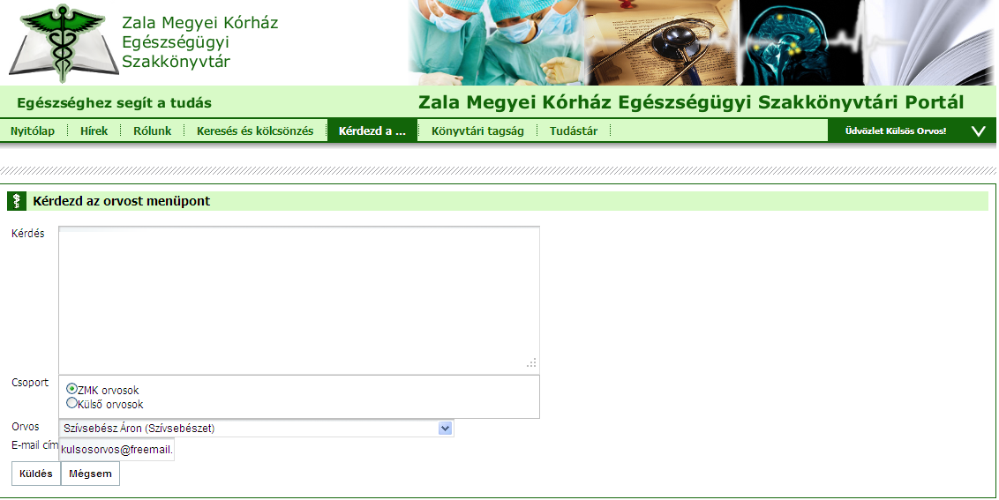 Zala Megyei Kórház
Egészségügyi
Szakkönyvtár
Egészséghez segít a tudás
Zala Megyei Kórház Egészségügyi Szakkönyvtári Portál
Nyitólap Hírek Rólunk Keresés és kölcsönzés Kérdezd a ... Könyvtári tagság Tudástár Üdvözlet Külsös Orvos!
Kérdezd az orvost menüpont
Kérdés
Csoport
ZMK orvosok
Külső orvosok
Orvos Szívsebész Áron (Szívsebészet)
E-mail cím kulsosorvos@freemail.
Küldés Mégsem